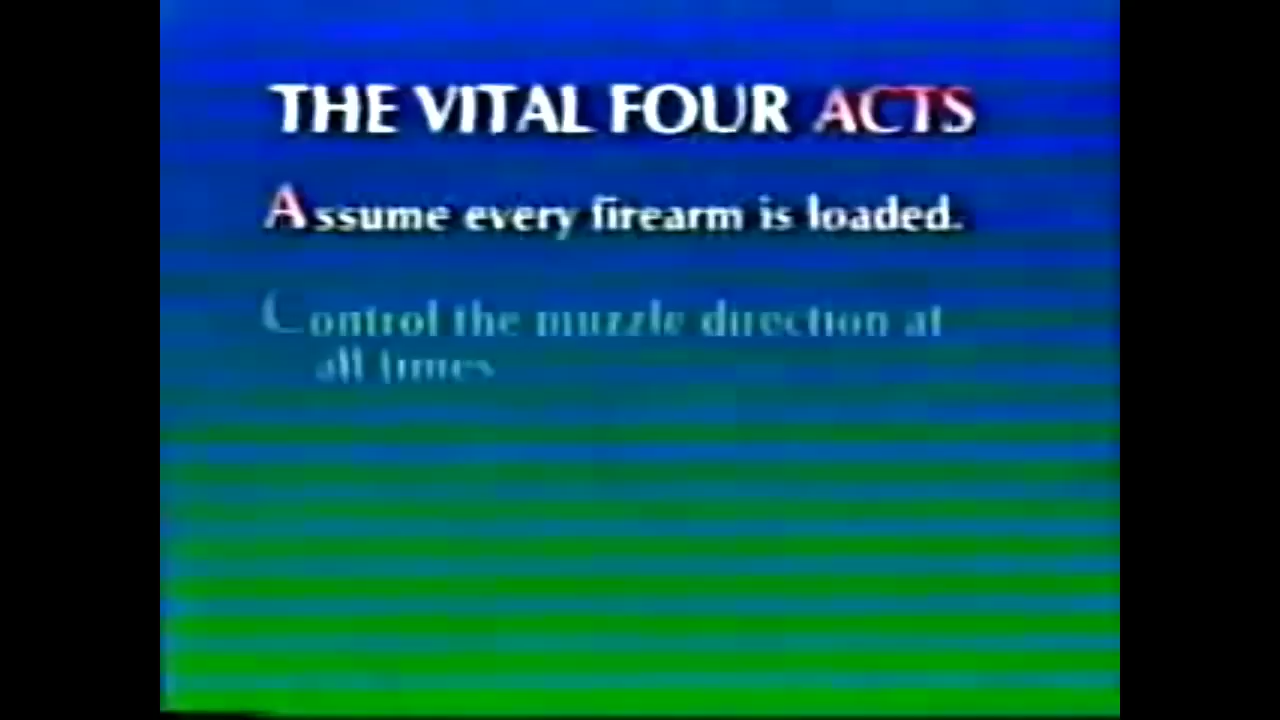 THE VITAL FOUR ACTS
Assume every firearm is loaded.
Control the muzzle direction at
all times